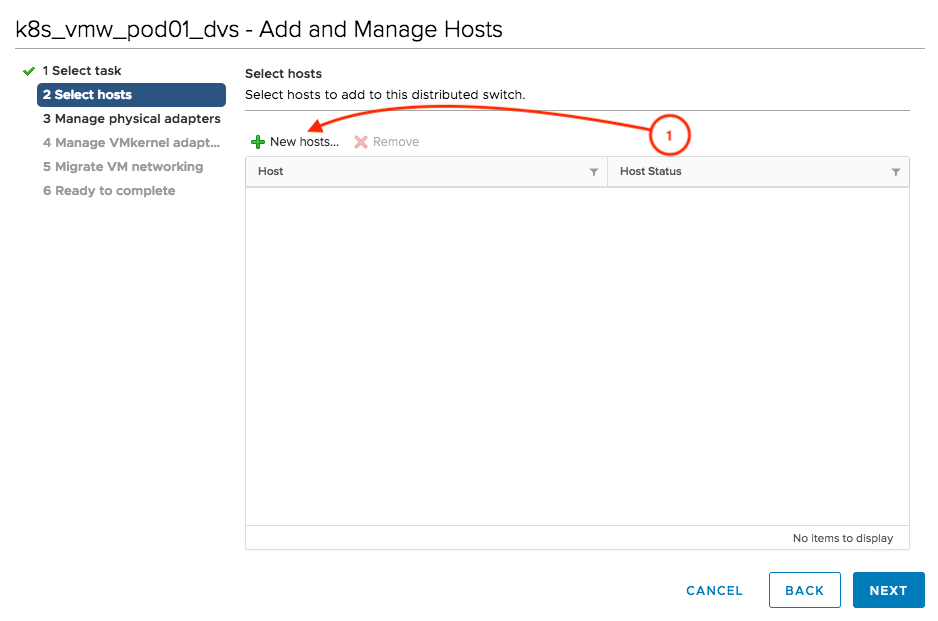 k8s_vmw_pod01_dvs - Add and Manage Hosts
1 Select task
2 Select hosts
3 Manage physical adapters
4 Manage VMkernel adapt...
5 Migrate VM networking
6 Ready to complete
Select hosts
Select hosts to add to this distributed switch.
New hosts... Remove
1
Host Host Status
No items to display
CANCEL BACK NEXT